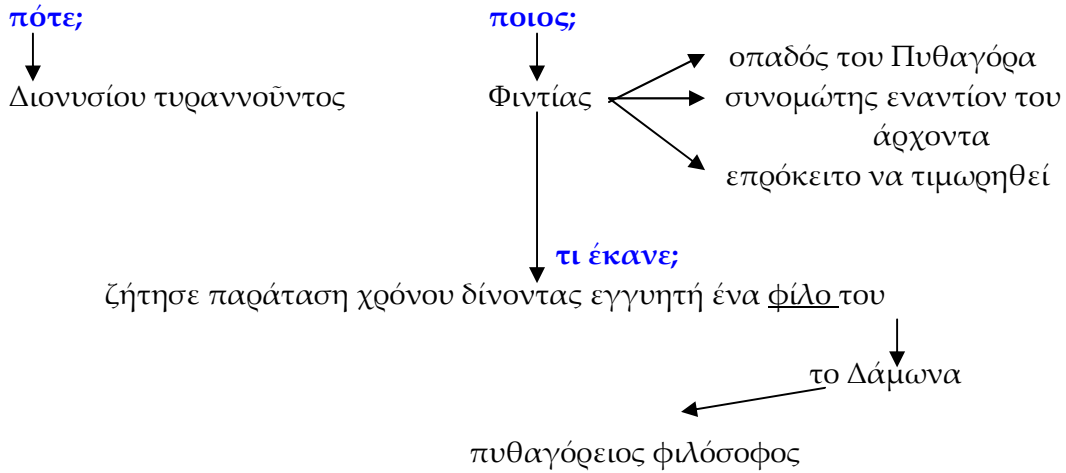 πότε;
ποιος;
Διονυσίου τυραννοῦντος
Φιντίας
οπαδός του Πυθαγόρα
συνομώτης εναντίον του
άρχοντα
επρόκειτο να τιμωρηθεί
τι έκανε;
ζήτησε παράταση χρόνου δίνοντας εγγυητή ένα φίλο του
το Δάμωνα
πυθαγόρειος φιλόσοφος